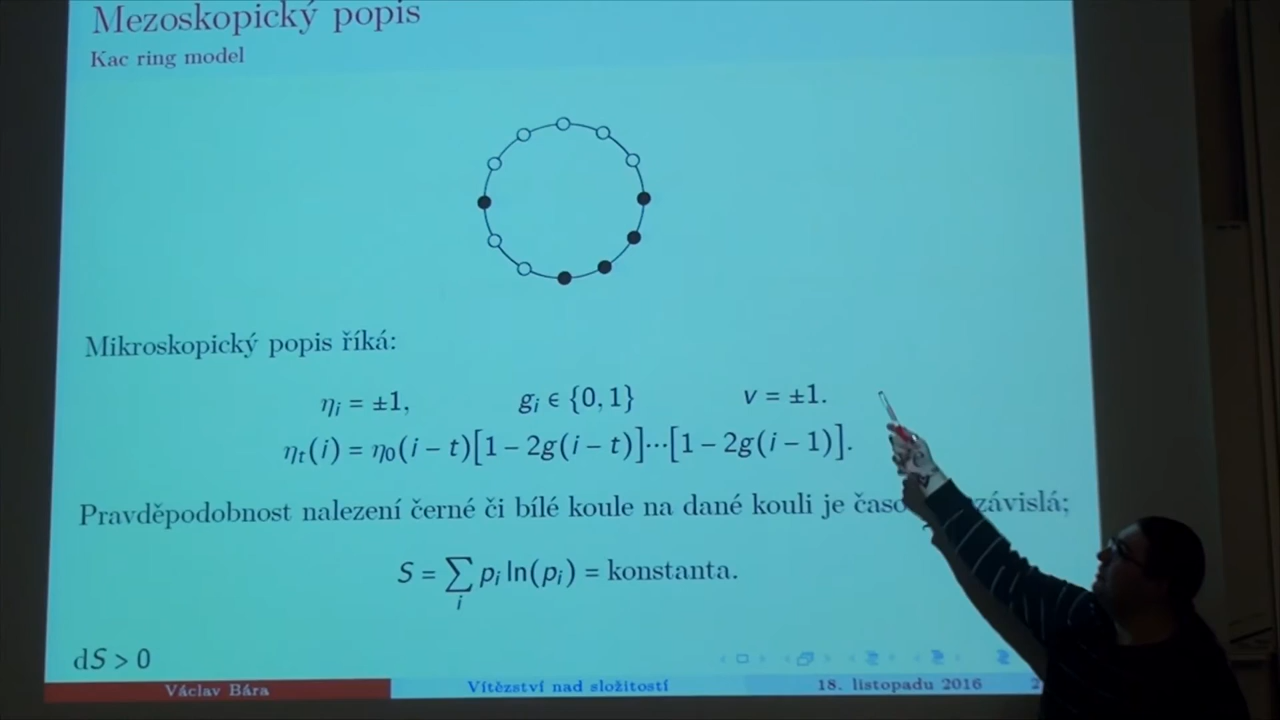 Mezoskopický popis
Kac ring model
Mikroskopický popis říká:
ηᵢ = ±1, gᵢ ∈ {0, 1} v = ±1.
ηₜ(i) = η₀(i − t)[1 − 2g(i − t)]⋯[1 − 2g(i − 1)].
Pravděpodobnost nalezení černé či bílé koule na dané kouli je
S = ∑ᵢ pᵢ ln(pᵢ) = konstanta.
dS > 0
Václav Bára Vítězství nad složitostí 18. listopadu 2016